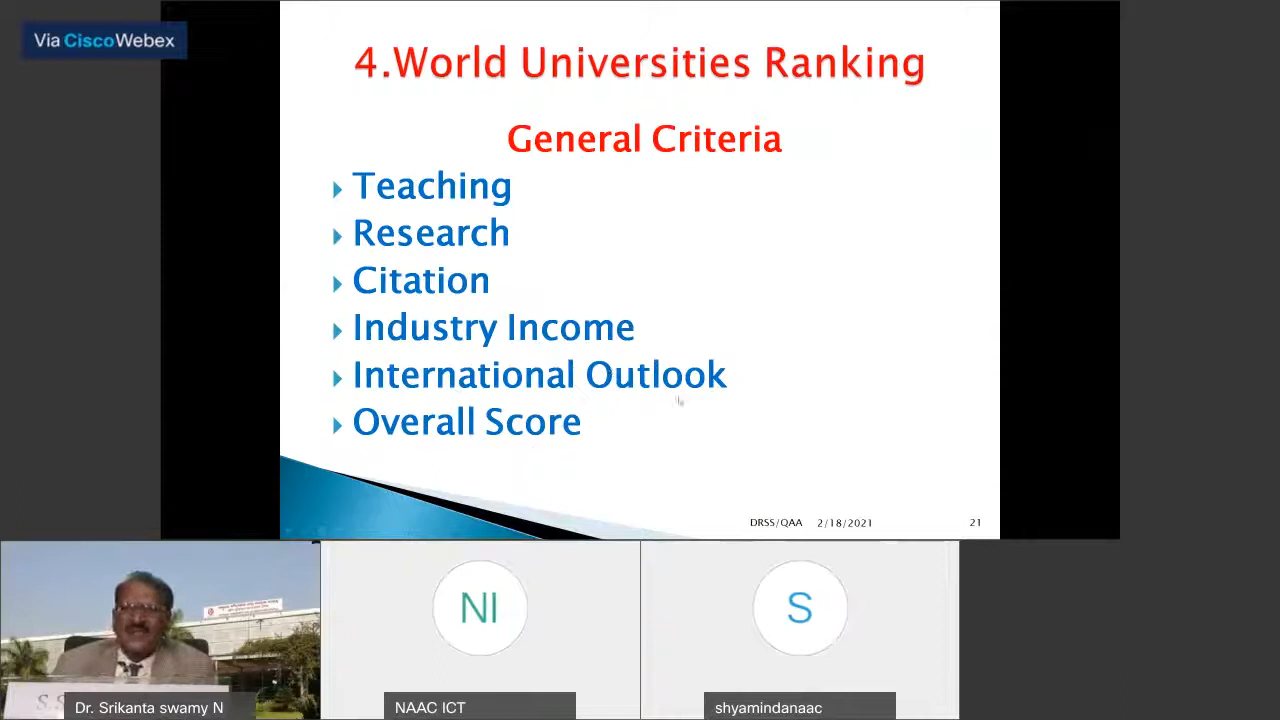 Via CiscoWebex
4.World Universities Ranking
General Criteria
Teaching
Research
Citation
Industry Income
International Outlook
Overall Score
DRSS/QAA 2/18/2021 21
NI
S
S S
Dr. Srikanta swamy N
NAAC ICT
shyamindanaac